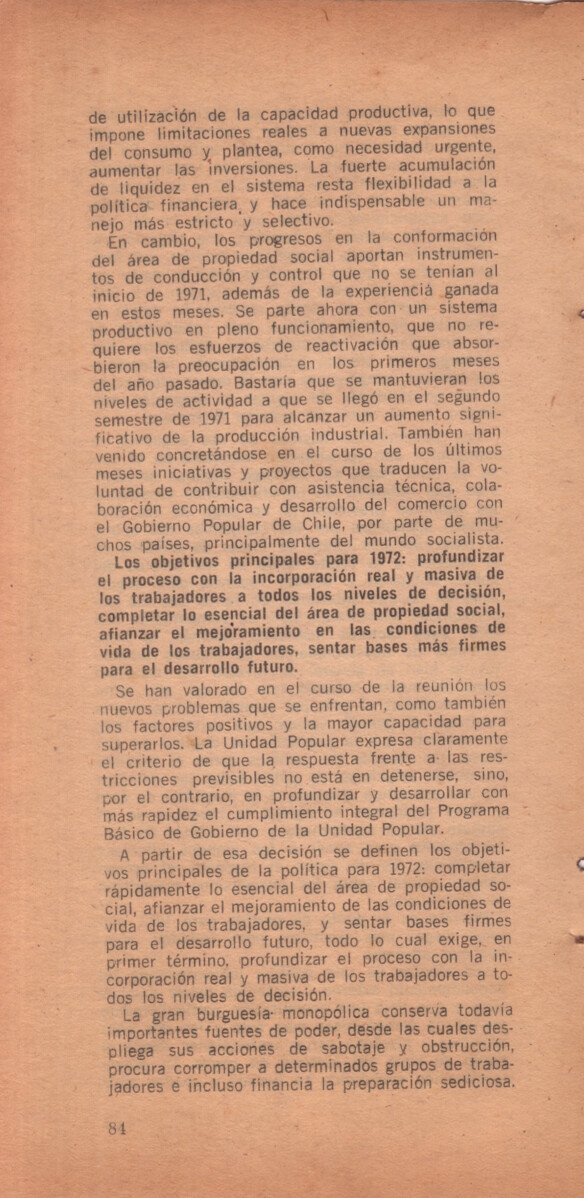 de utilización de la capacidad productiva, lo que
impone limitaciones reales a nuevas expansiones
del consumo y plantea, como necesidad urgente,
aumentar las inversiones. La fuerte acumulación
de liquidez en el sistema resta flexibilidad a la
política financiera, y hace indispensable un ma-
nejo más estricto y selectivo.
En cambio, los progresos en la conformación
del área de propiedad social aportan instrumen-
tos de conducción y control que no se tenían al
inicio de 1971, además de la experiencia ganada
en estos meses. Se parte ahora con un sistema
productivo en pleno funcionamiento, que no re-
quiere los esfuerzos de reactivación que absor-
bieron la preocupación en los primeros meses
del año pasado. Bastaría que se mantuvieran los
niveles de actividad a que se llegó en el segundo
semestre de 1971 para alcanzar un aumento signi-
ficativo de la producción industrial. También han
venido concretándose en el curso de los últimos
meses iniciativas y proyectos que traducen la vo-
luntad de contribuir con asistencia técnica, cola-
boración económica y desarrollo del comercio con
el Gobierno Popular de Chile, por parte de mu-
chos países, principalmente del mundo socialista.
Los objetivos principales para 1972: profundizar
el proceso con la incorporación real y masiva de
los trabajadores a todos los niveles de decisión,
completar lo esencial del área de propiedad social,
afianzar el mejoramiento en las condiciones de
vida de los trabajadores, sentar bases más firmes
para el desarrollo futuro.
Se han valorado en el curso de la reunión los
nuevos problemas que se enfrentan, como también
los factores positivos y la mayor capacidad para
superarlos. La Unidad Popular expresa claramente
el criterio de que la respuesta frente a las res-
tricciones previsibles no está en detenerse, sino,
por el contrario, en profundizar y desarrollar con
más rapidez el cumplimiento integral del Programa
Básico de Gobierno de la Unidad Popular.
A partir de esa decisión se definen los objeti-
vos principales de la política para 1972: completar
rápidamente lo esencial del área de propiedad so-
cial, afianzar el mejoramiento de las condiciones de
vida de los trabajadores, y sentar bases firmes
para el desarrollo futuro, todo lo cual exige, en
primer término, profundizar el proceso con la in-
corporación real y masiva de los trabajadores a to-
dos los niveles de decisión.
La gran burguesía monopólica conserva todavía
importantes fuentes de poder, desde las cuales des-
pliega sus acciones de sabotaje y obstrucción,
procura corromper a determinados grupos de traba-
jadores e incluso financia la preparación sediciosa.
84